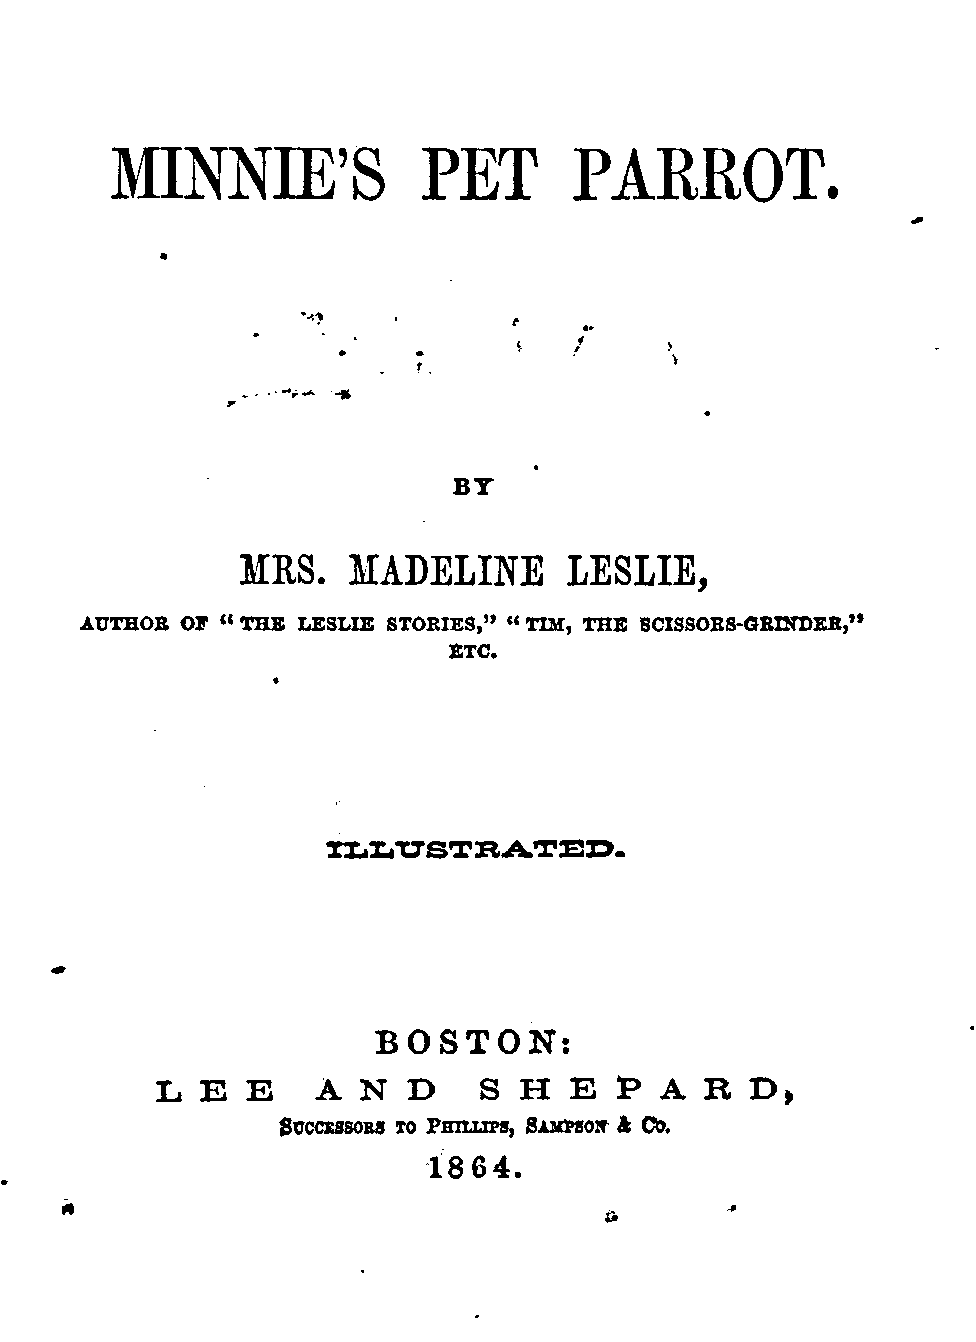 MINNIE'S PET PARROT.
BY
MRS. MADELINE LESLIE,
AUTHOR OF "THE LESLIE STORIES," "TIM, THE SCISSORS-GRINDER,"
ETC.
ILLUSTRATED.
BOSTON:
LEE AND SHEPARD,
SUCCESSORS TO PHILLIPS, SAMPSON & CO.
1864.